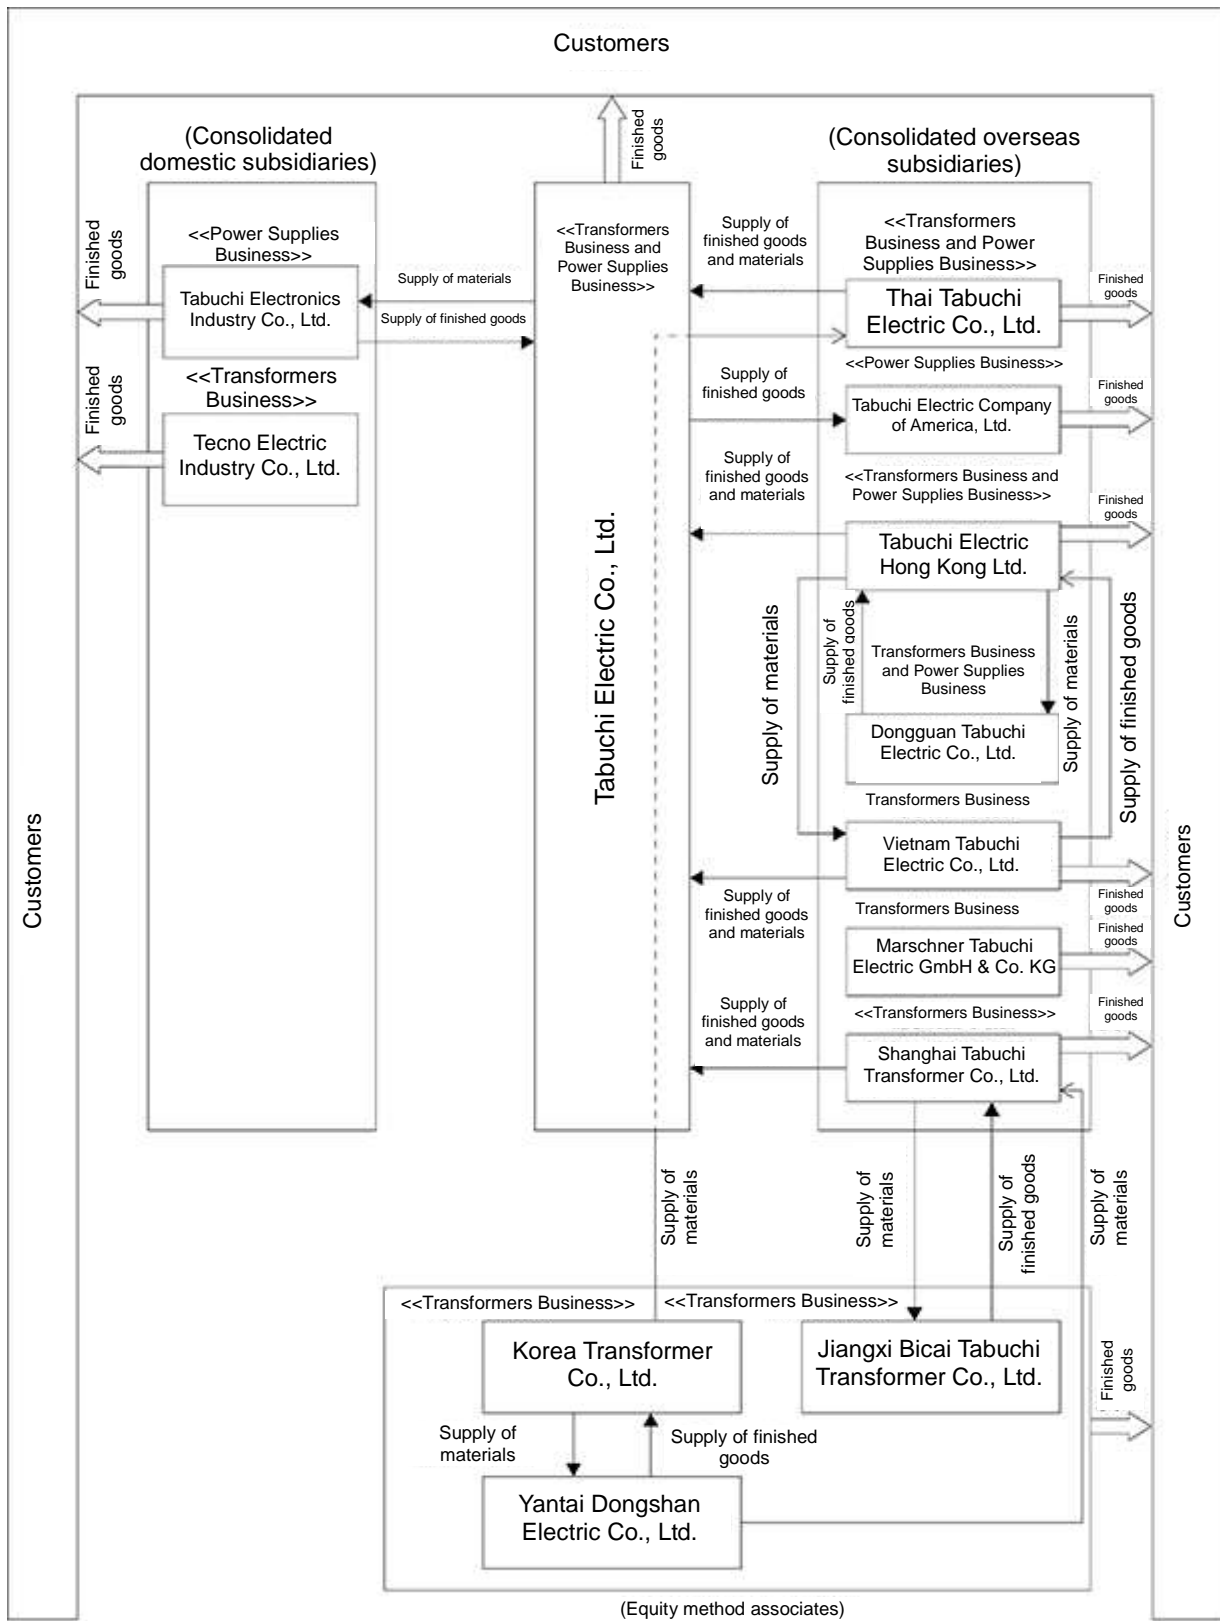 Customers
(Consolidated
domestic subsidiaries)
Finished
goods
(Consolidated overseas
subsidiaries)
Finished
goods
<<Power Supplies
Business>>
Tabuchi Electronics
Industry Co., Ltd.
Finished
goods
<<Transformers
Business>>
Tecno Electric
Industry Co., Ltd.
Supply of materials
Supply of finished goods
<<Transformers
Business and
Power Supplies
Business>>
Tabuchi Electric Co., Ltd.
Supply of
finished goods
and materials
<<Transformers
Business and Power
Supplies Business>>
Thai Tabuchi
Electric Co., Ltd.
Finished
goods
<<Power Supplies Business>>
Supply of
finished goods
Tabuchi Electric Company
of America, Ltd.
Finished
goods
Supply of
finished goods
and materials
<<Transformers Business and
Power Supplies Business>>
Tabuchi Electric
Hong Kong Ltd.
Finished
goods
Supply of materials
Supply of
finished goods
Transformers Business
and Power Supplies
Business
Supply of materials
Supply of finished goods
Dongguan Tabuchi
Electric Co., Ltd.
Transformers Business
Vietnam Tabuchi
Electric Co., Ltd.
Finished
goods
Supply of
finished goods
and materials
Transformers Business
Marschner Tabuchi
Electric GmbH & Co. KG
Finished
goods
<<Transformers Business>>
Supply of
finished goods
and materials
Shanghai Tabuchi
Transformer Co., Ltd.
Finished
goods
Customers
Customers
Supply of
materials
Supply of
materials
Supply of
finished goods
Supply of
materials
<<Transformers Business>>
<<Transformers Business>>
Korea Transformer
Co., Ltd.
Jiangxi Bicai Tabuchi
Transformer Co., Ltd.
Finished
goods
Supply of
materials
Supply of finished
goods
Yantai Dongshan
Electric Co., Ltd.
(Equity method associates)